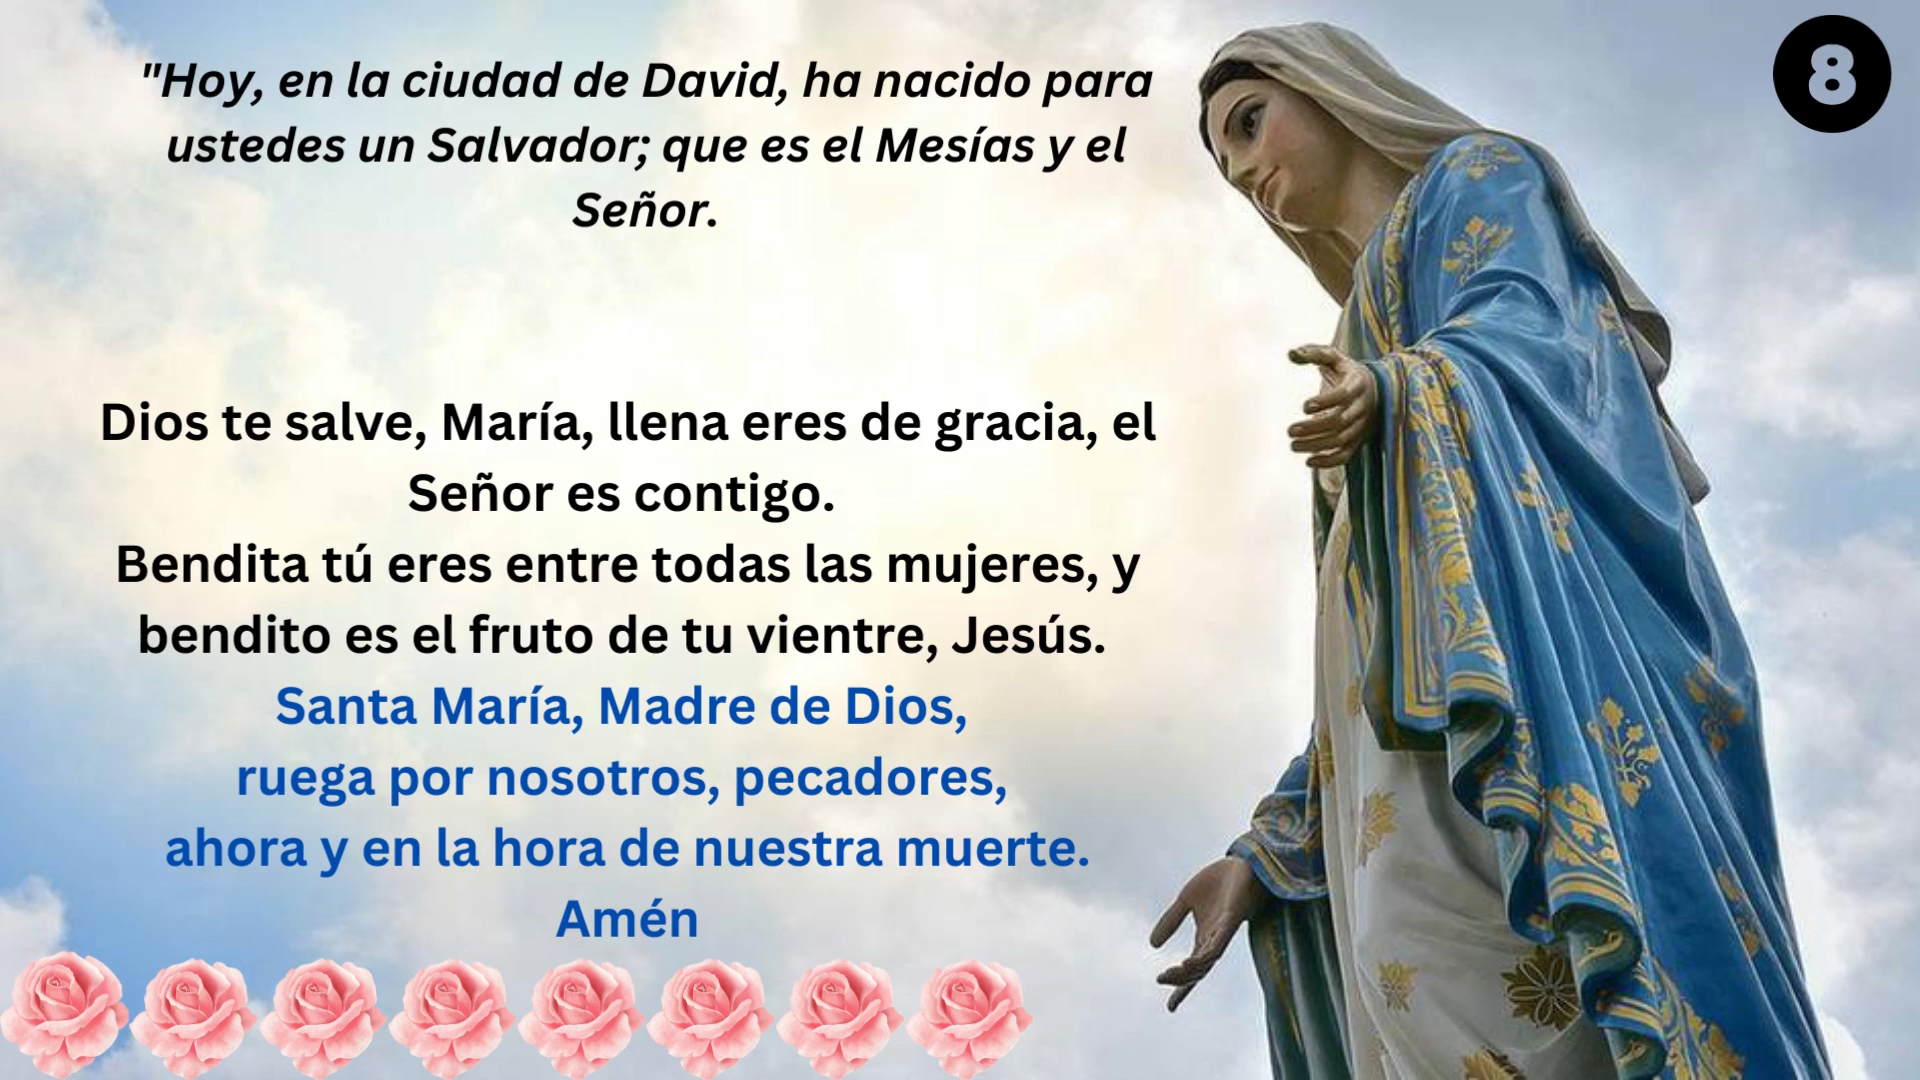 "Hoy, en la ciudad de David, ha nacido para
ustedes un Salvador; que es el Mesías y el
Señor.
8
Dios te salve, María, llena eres de gracia, el
Señor es contigo.
Bendita tú eres entre todas las mujeres, y
bendito es el fruto de tu vientre, Jesús.
Santa María, Madre de Dios,
ruega por nosotros, pecadores,
ahora y en la hora de nuestra muerte.
Amén